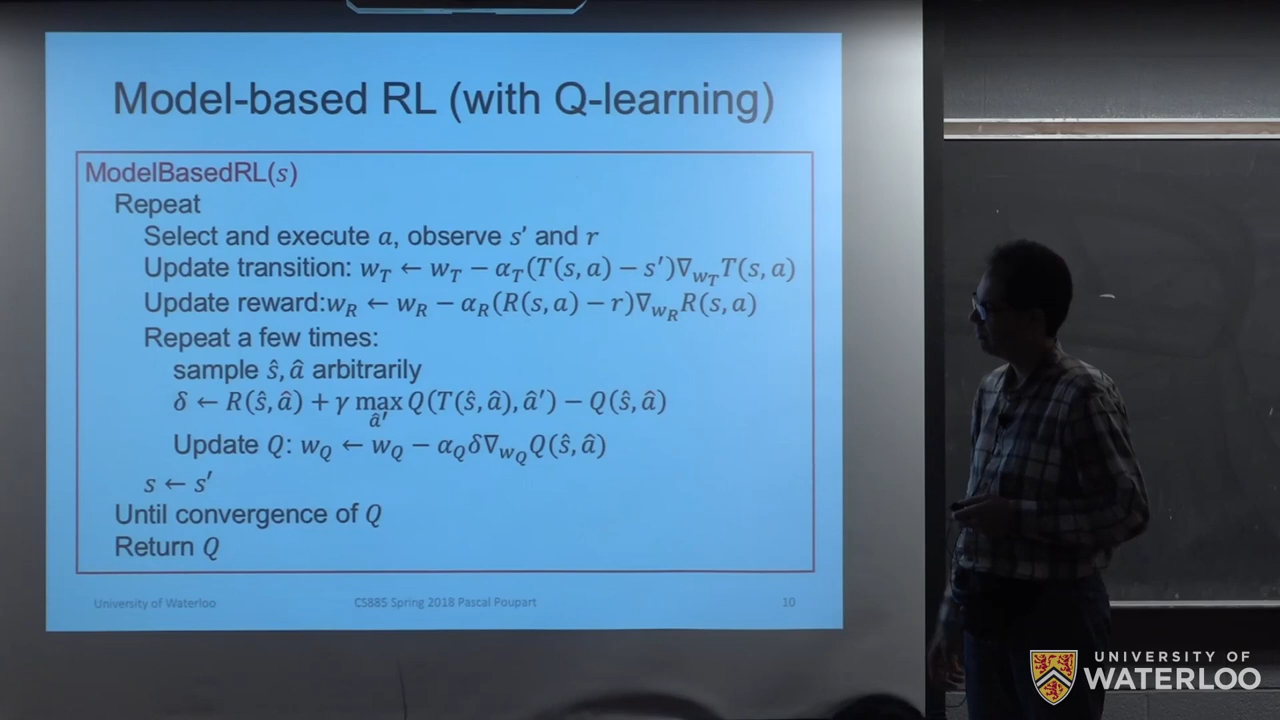 Model-based RL (with Q-learning)
ModelBasedRL(s)
Repeat
Select and execute a, observe s′ and r
Update transition: w_T ← w_T − α_T(T(s, a) − s′)∇_{w_T}T(s, a)
Update reward:w_R ← w_R − α_R(R(s, a) − r)∇_{w_R}R(s, a)
Repeat a few times:
sample ŝ, â arbitrarily
δ ← R(ŝ, â) + γ max_{â′} Q(T(ŝ, â), â′) − Q(ŝ, â)
Update Q: w_Q ← w_Q − α_Qδ∇_{w_Q}Q(ŝ, â)
s ← s′
Until convergence of Q
Return Q
University of Waterloo
CS885 Spring 2018 Pascal Poupart
10
UNIVERSITY OF
WATERLOO